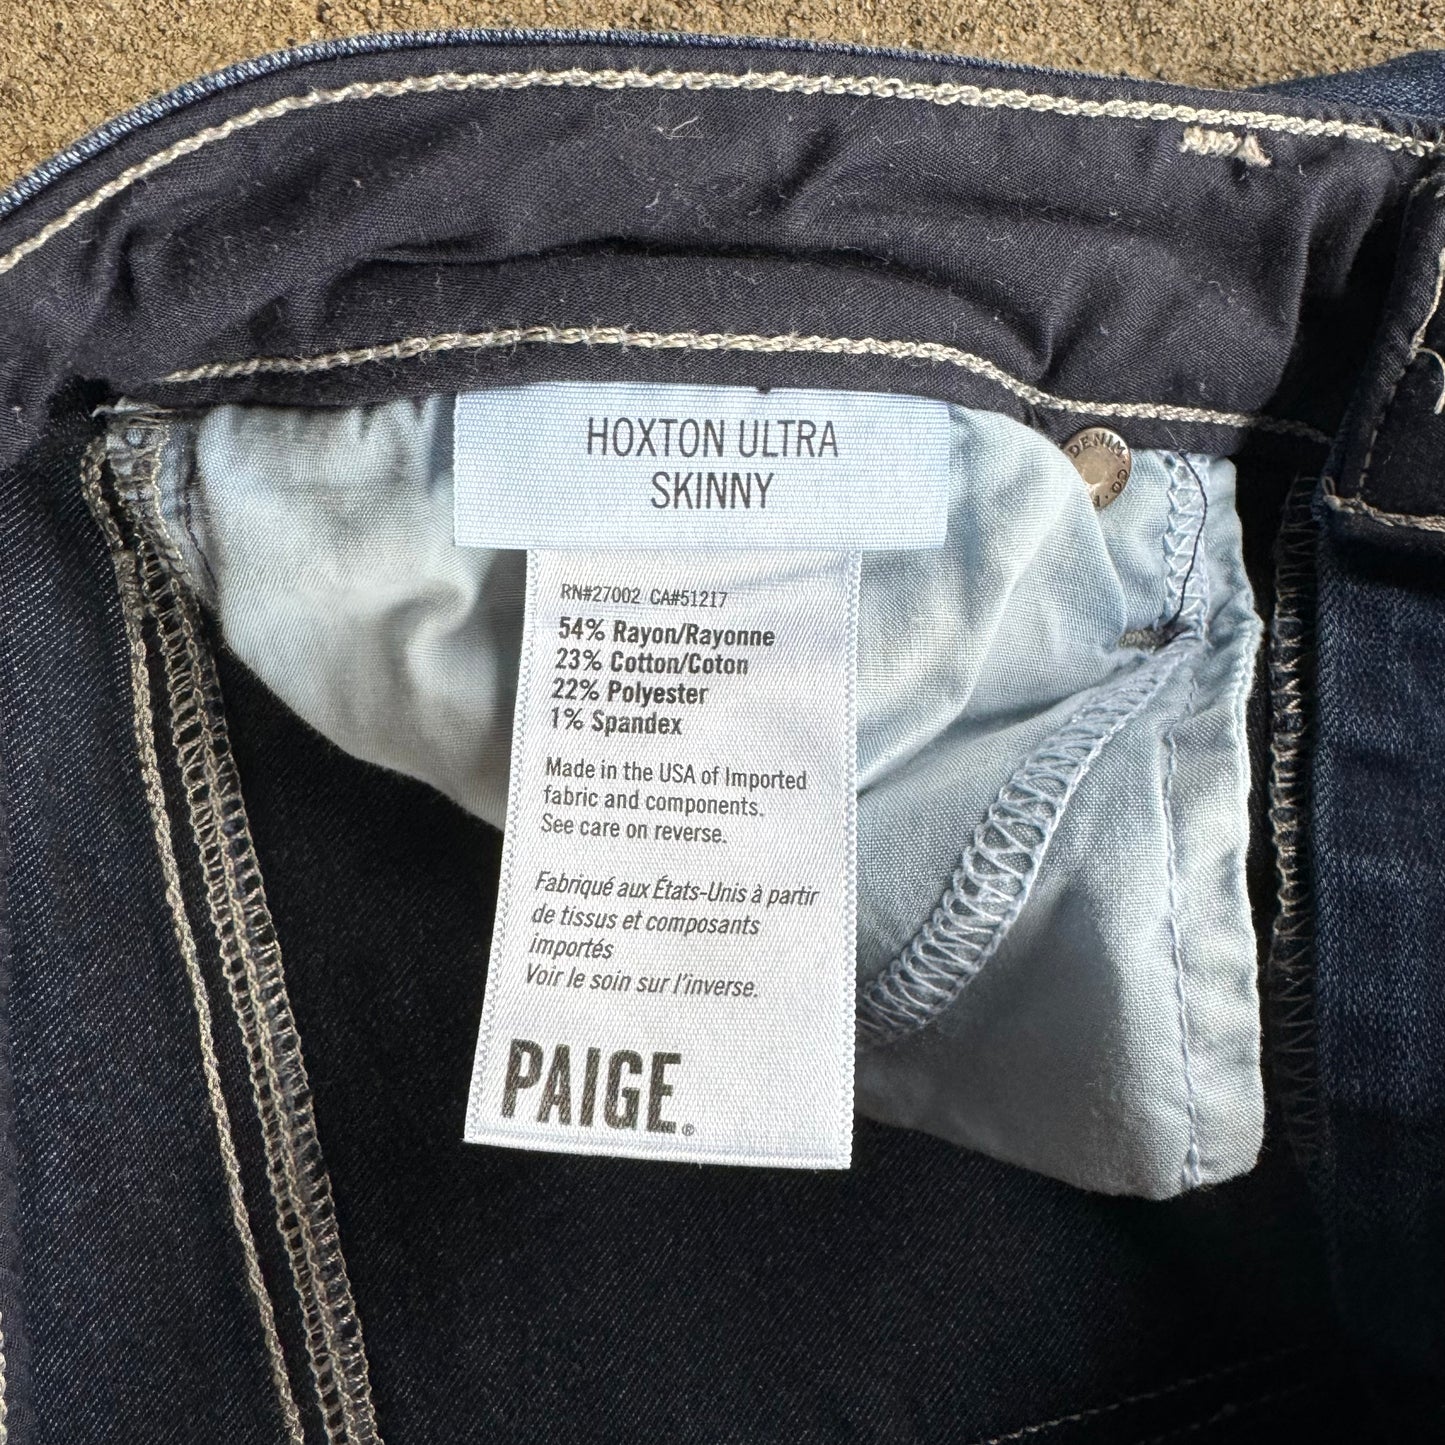 HOXTON ULTRA
SKINNY
DENIM · CO ·
RN#27002 CA#51217
54% Rayon/Rayonne
23% Cotton/Coton
22% Polyester
1% Spandex
Made in the USA of Imported
fabric and components.
See care on reverse.
Fabriqué aux États-Unis à partir
de tissus et composants
importés
Voir le soin sur l'inverse.
PAIGE®